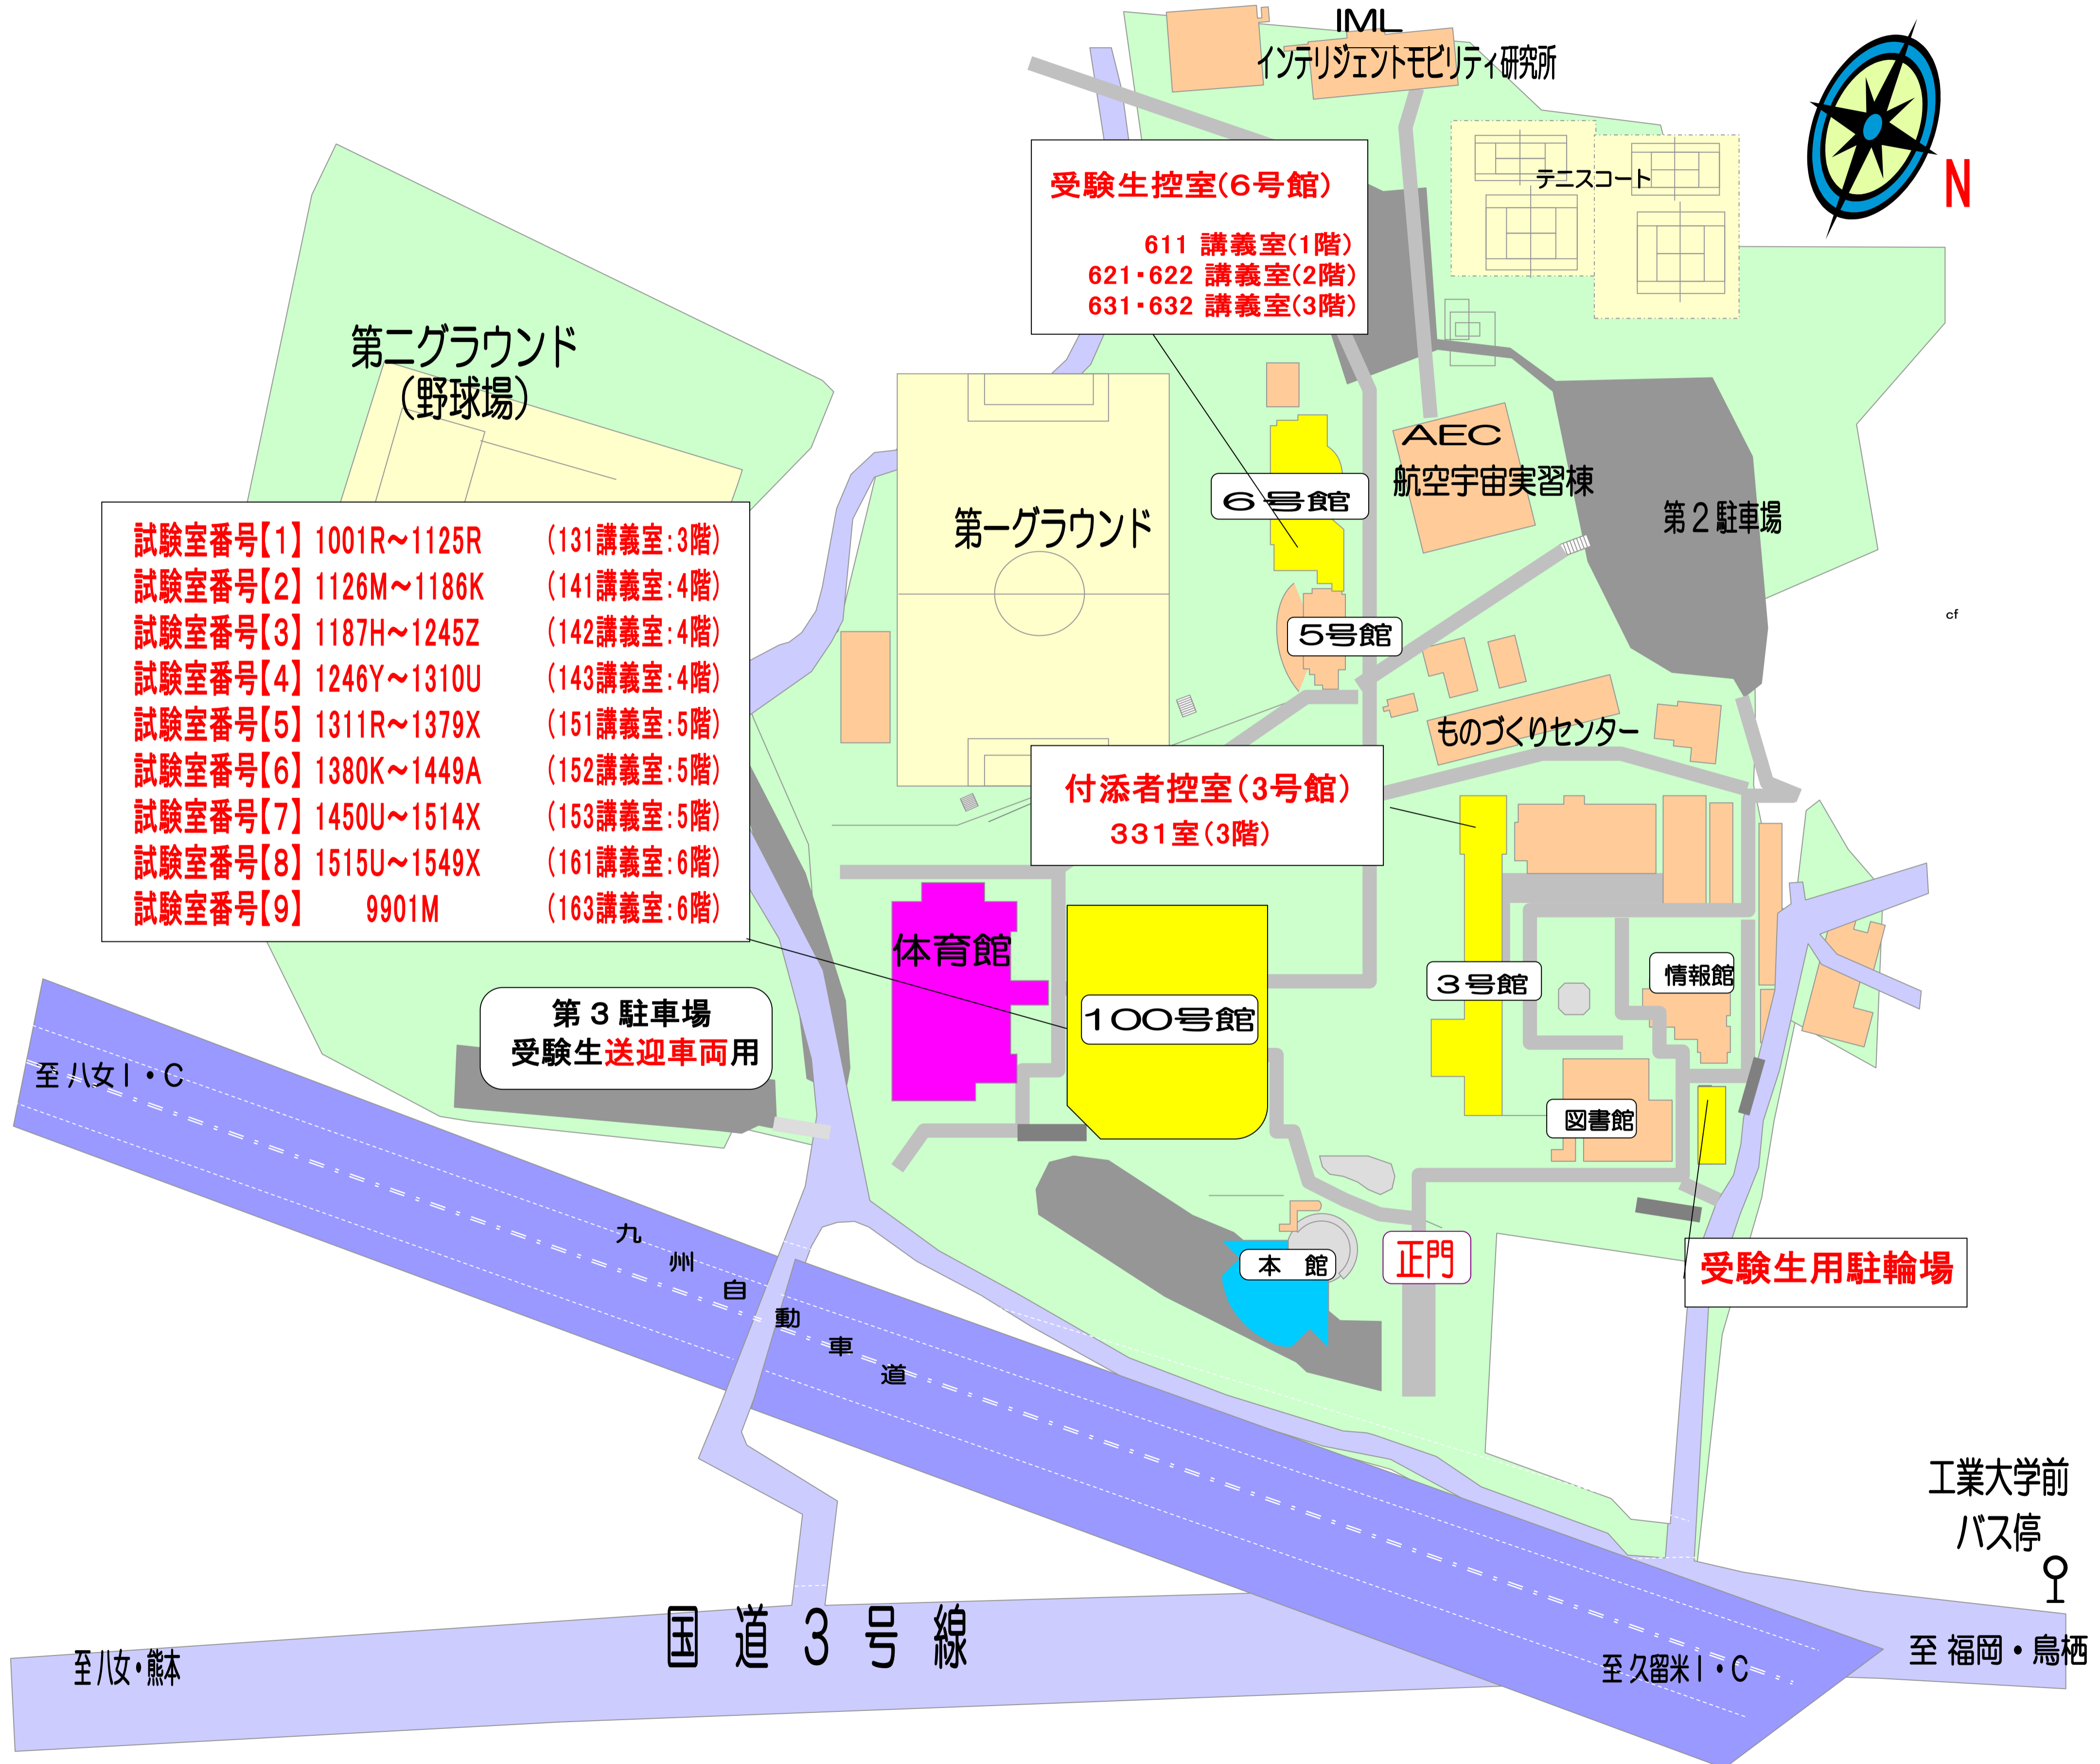 IML
インテリジェントモビリティ研究所
N
テニスコート
受験生控室(6号館)
611 講義室(1階)
621・622 講義室(2階)
631・632 講義室(3階)
第二グラウンド
(野球場)
AEC
航空宇宙実習棟
6号館
第一グラウンド
第2駐車場
cf
5号館
試験室番号【1】 1001R～1125R (131講義室:3階)
試験室番号【2】 1126M～1186K (141講義室:4階)
試験室番号【3】 1187H～1245Z (142講義室:4階)
試験室番号【4】 1246Y～1310U (143講義室:4階)
試験室番号【5】 1311R～1379X (151講義室:5階)
試験室番号【6】 1380K～1449A (152講義室:5階)
試験室番号【7】 1450U～1514X (153講義室:5階)
試験室番号【8】 1515U～1549X (161講義室:6階)
試験室番号【9】 9901M (163講義室:6階)
ものづくりセンター
付添者控室(3号館)
331室(3階)
体育館
100号館
3号館
情報館
第3駐車場
受験生送迎車両用
至 八女I・C
図書館
本 館
正門
受験生用駐輪場
九州自動車道
工業大学前
バス停
国道3号線
至 八女・熊本
至 久留米I・C
至 福岡・鳥栖